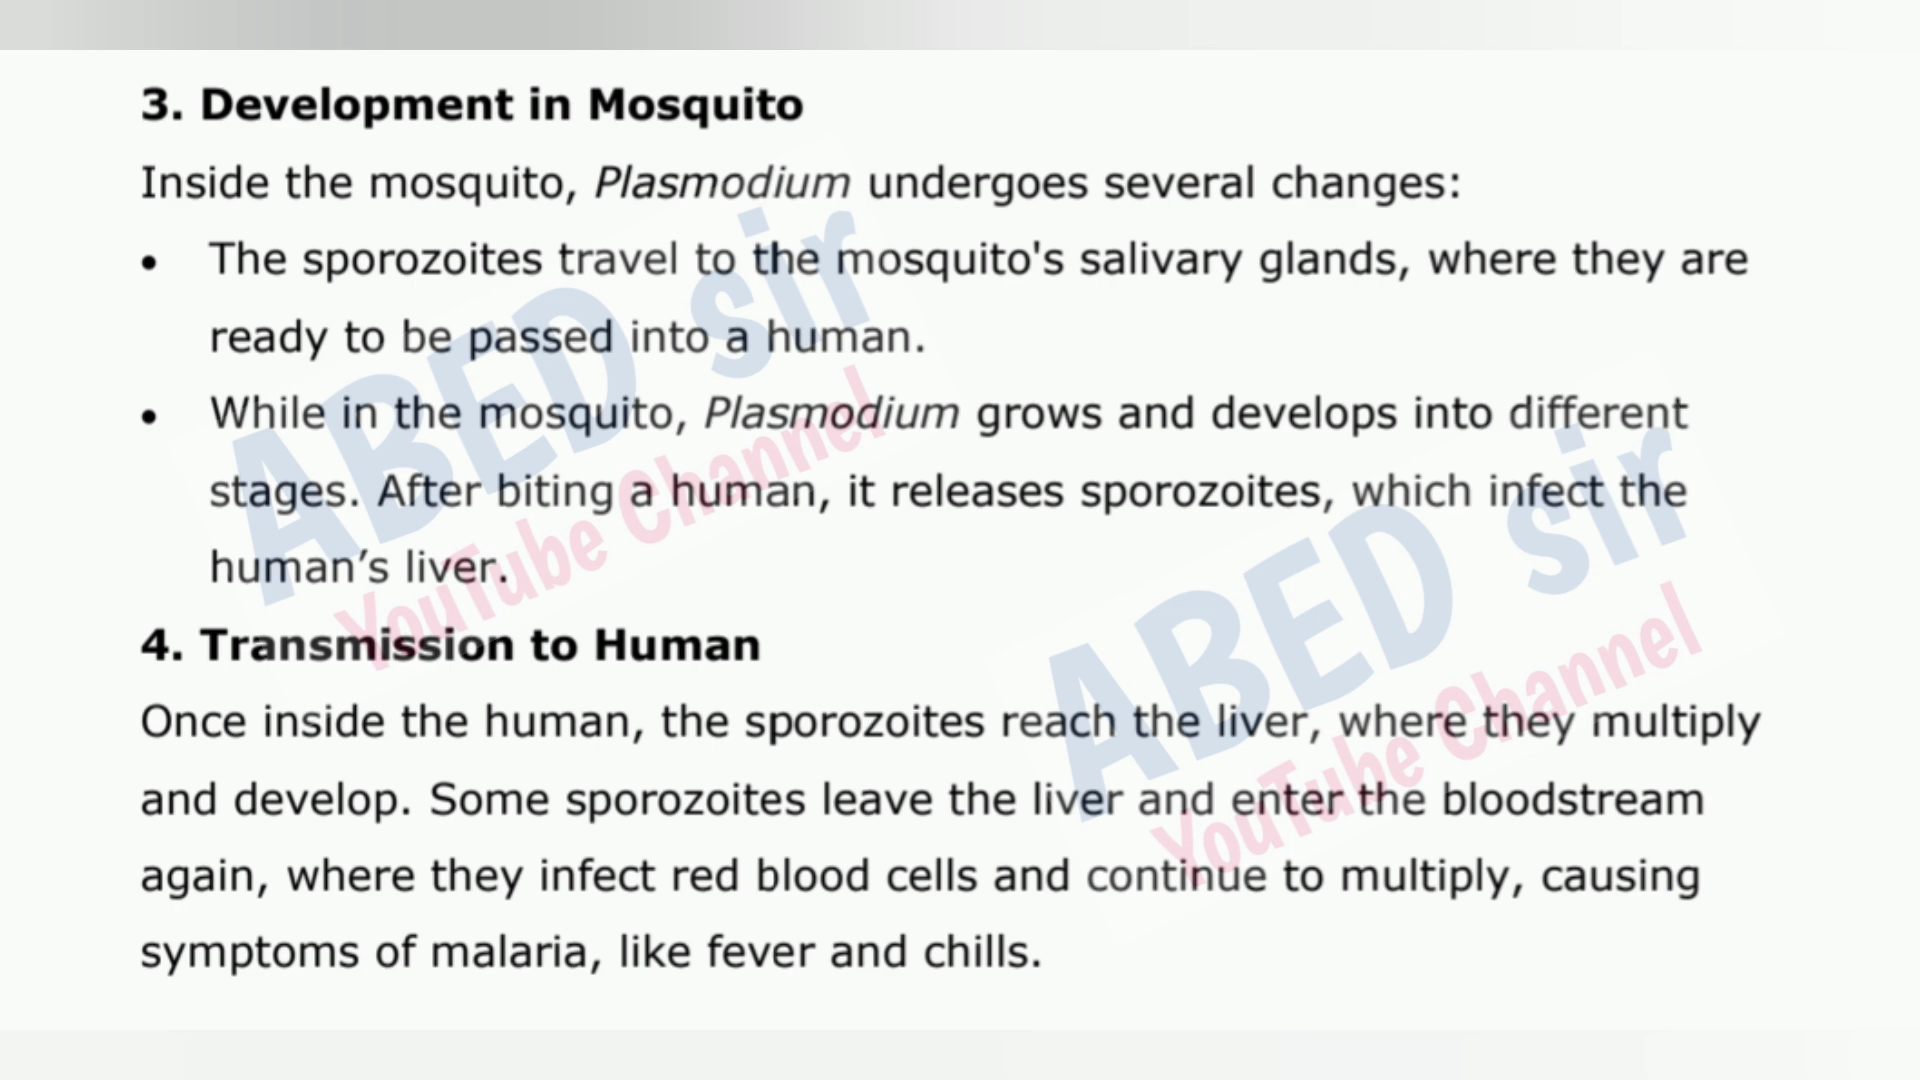 3. Development in Mosquito
Inside the mosquito, Plasmodium undergoes several changes:
• The sporozoites travel to the mosquito's salivary glands, where they are
ready to be passed into a human.
• While in the mosquito, Plasmodium grows and develops into different
stages. After biting a human, it releases sporozoites, which infect the
human’s liver.
4. Transmission to Human
Once inside the human, the sporozoites reach the liver, where they multiply
and develop. Some sporozoites leave the liver and enter the bloodstream
again, where they infect red blood cells and continue to multiply, causing
symptoms of malaria, like fever and chills.
ABED sir
YouTube Channel
ABED sir
YouTube Channel